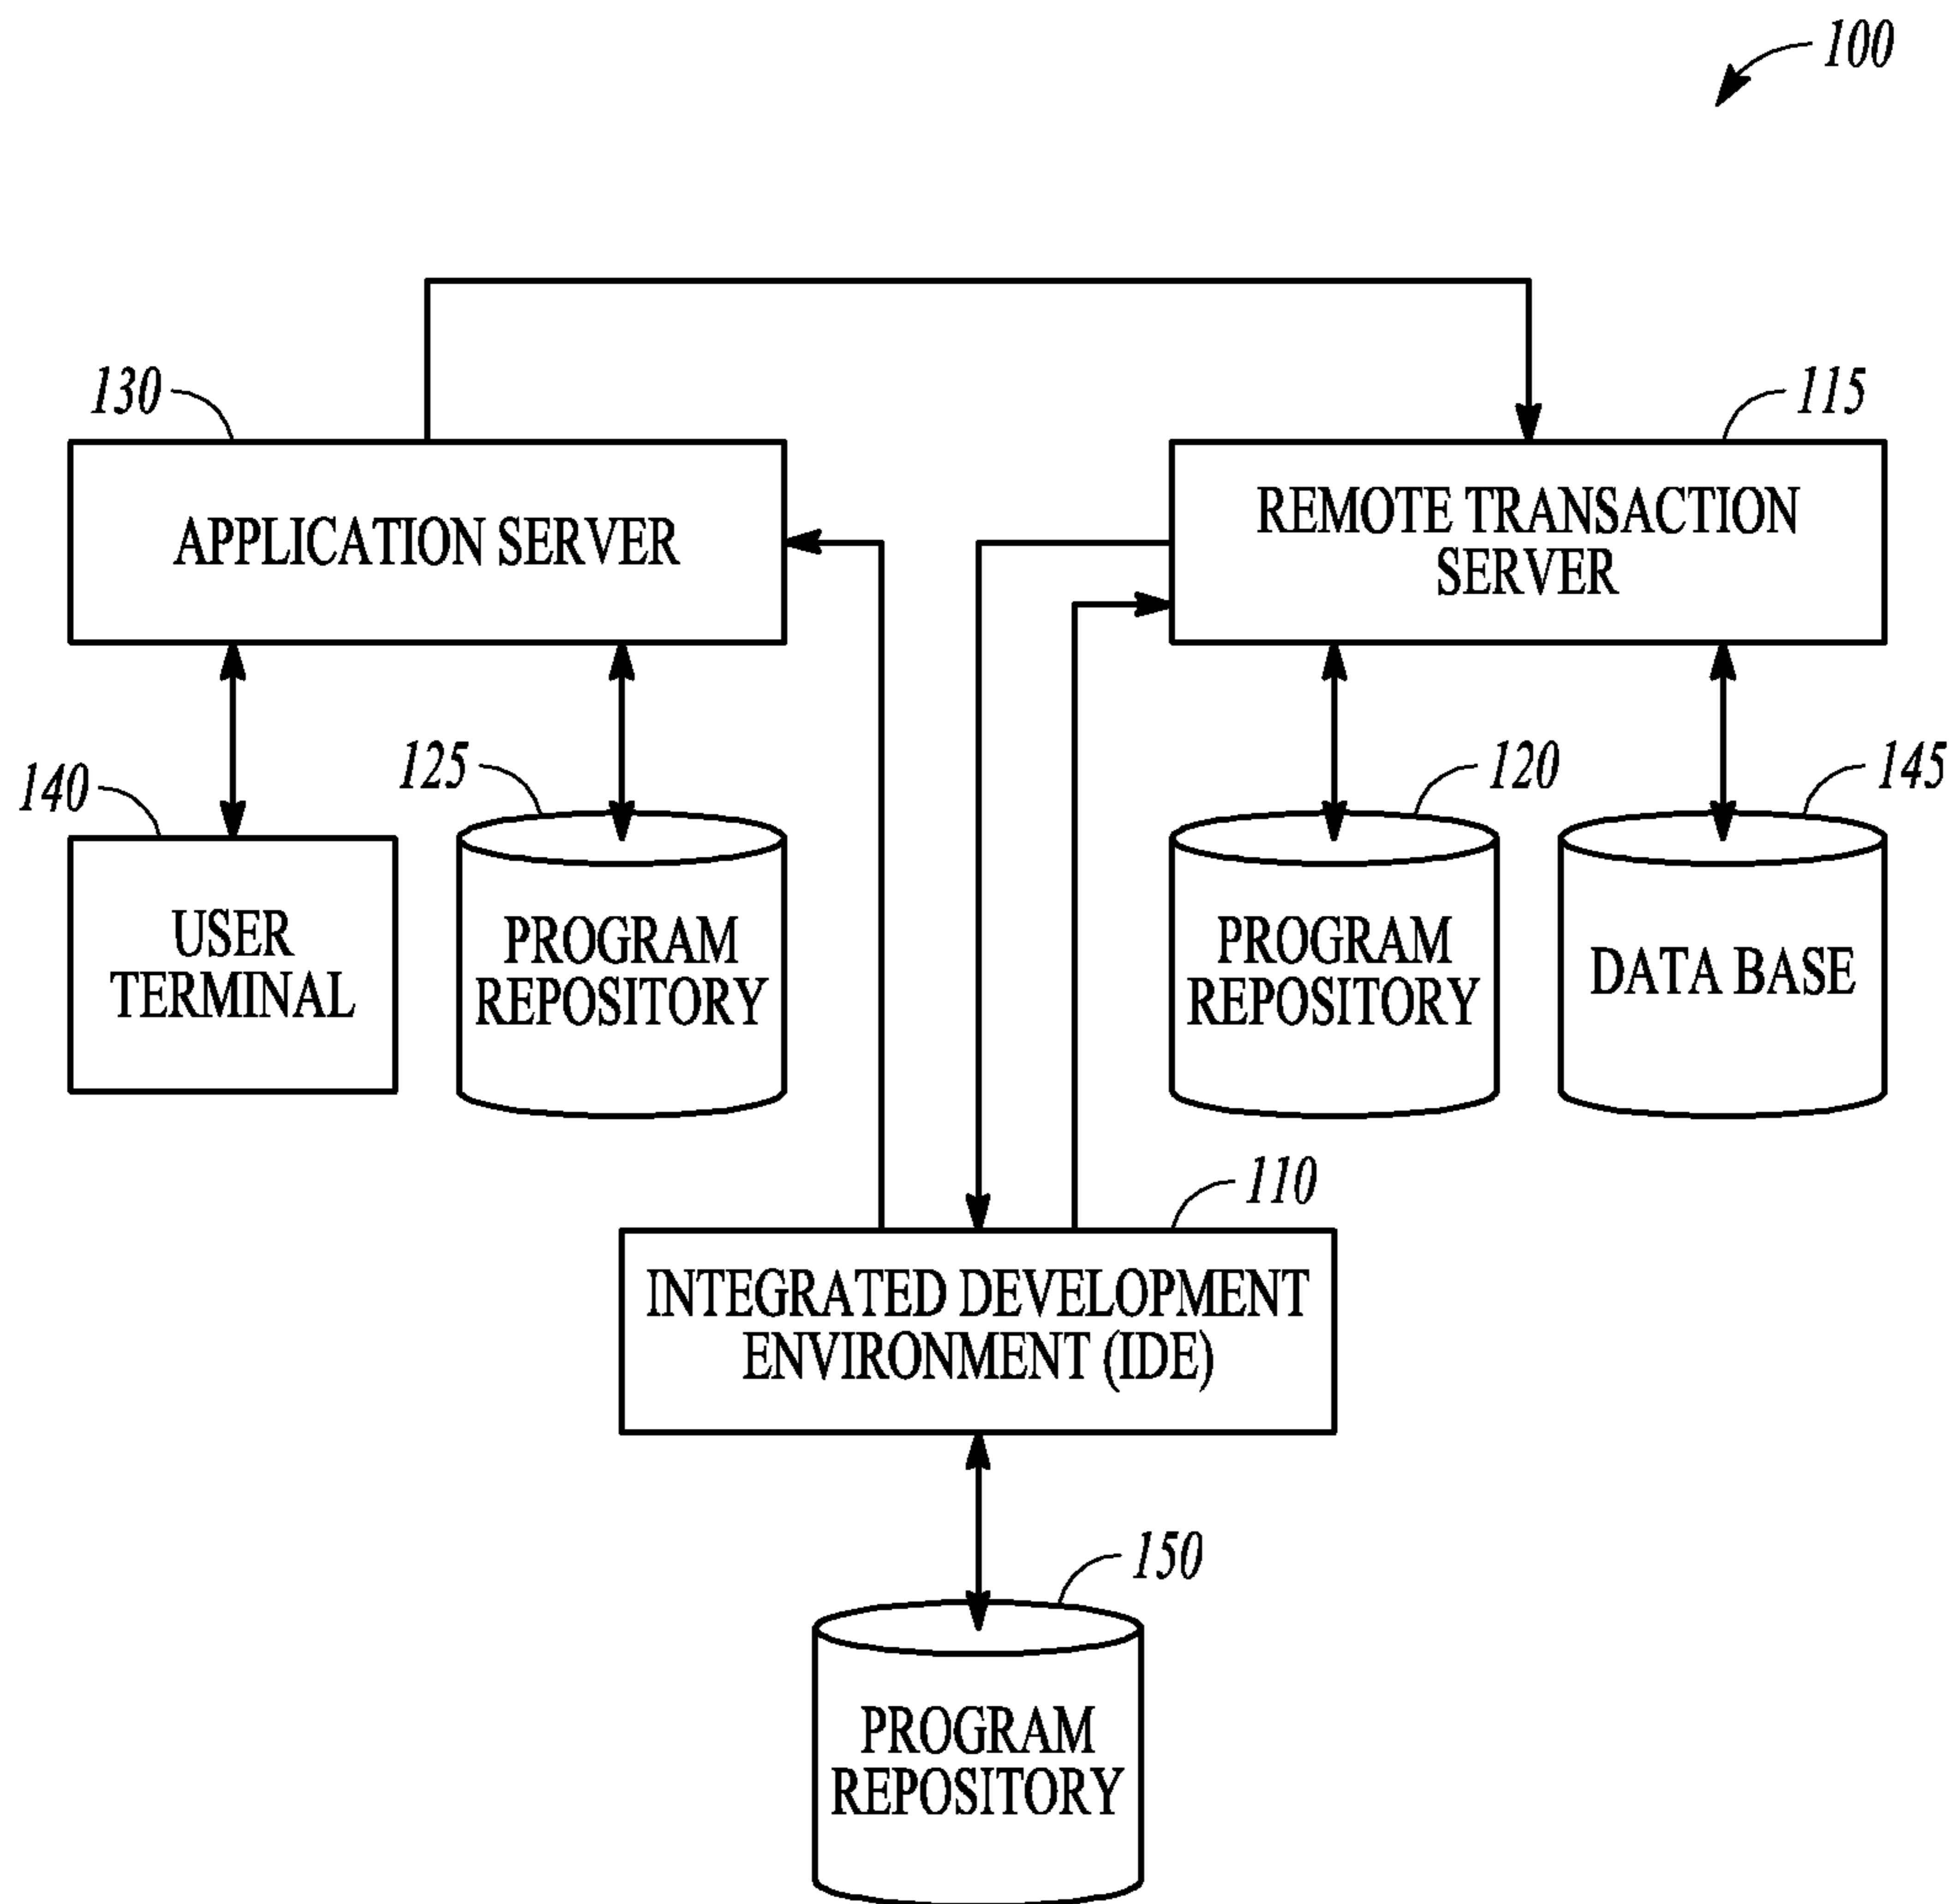 100
130
115
APPLICATION SERVER
REMOTE TRANSACTION
SERVER
140
125
120
145
USER
TERMINAL
PROGRAM
REPOSITORY
PROGRAM
REPOSITORY
DATA BASE
110
INTEGRATED DEVELOPMENT
ENVIRONMENT (IDE)
150
PROGRAM
REPOSITORY